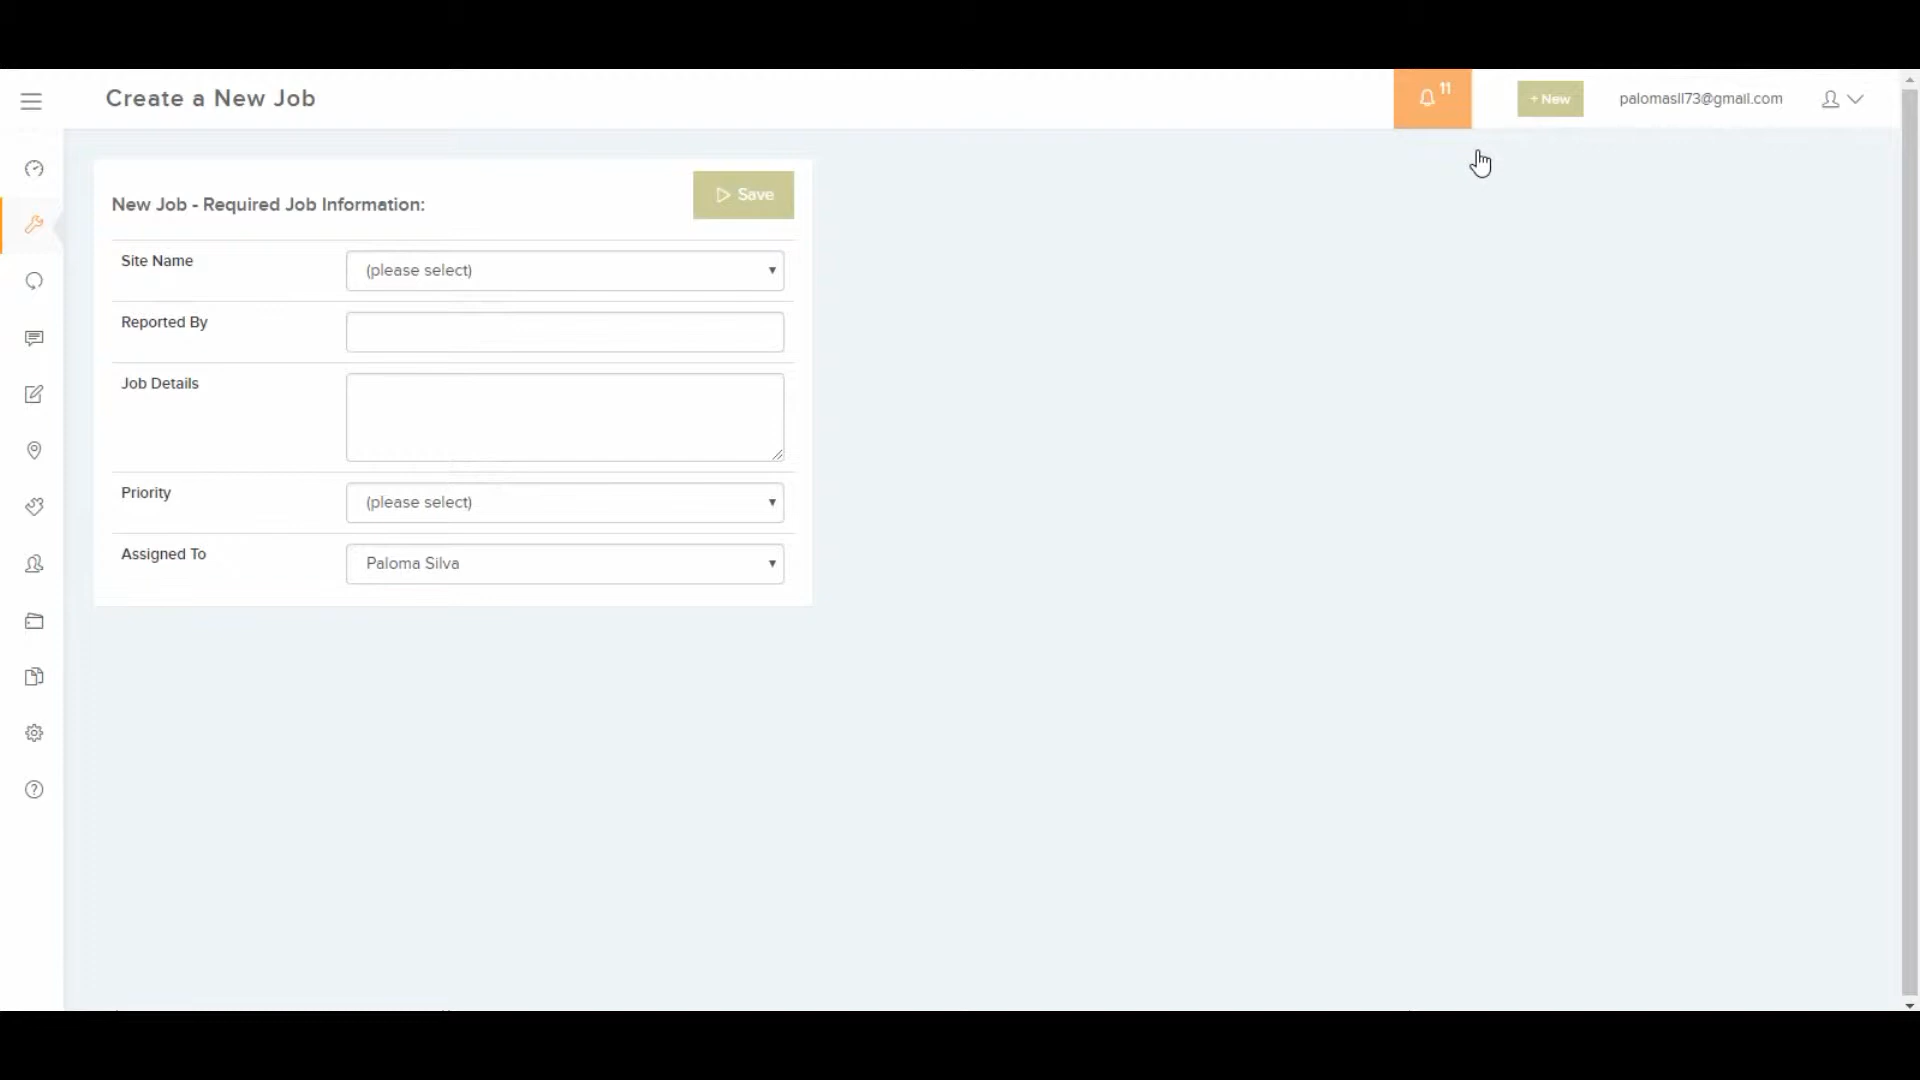 Create a New Job
11
+ New
palomasll73@gmail.com
New Job - Required Job Information:
Save
Site Name
(please select)
Reported By
Job Details
Priority
(please select)
Assigned To
Paloma Silva